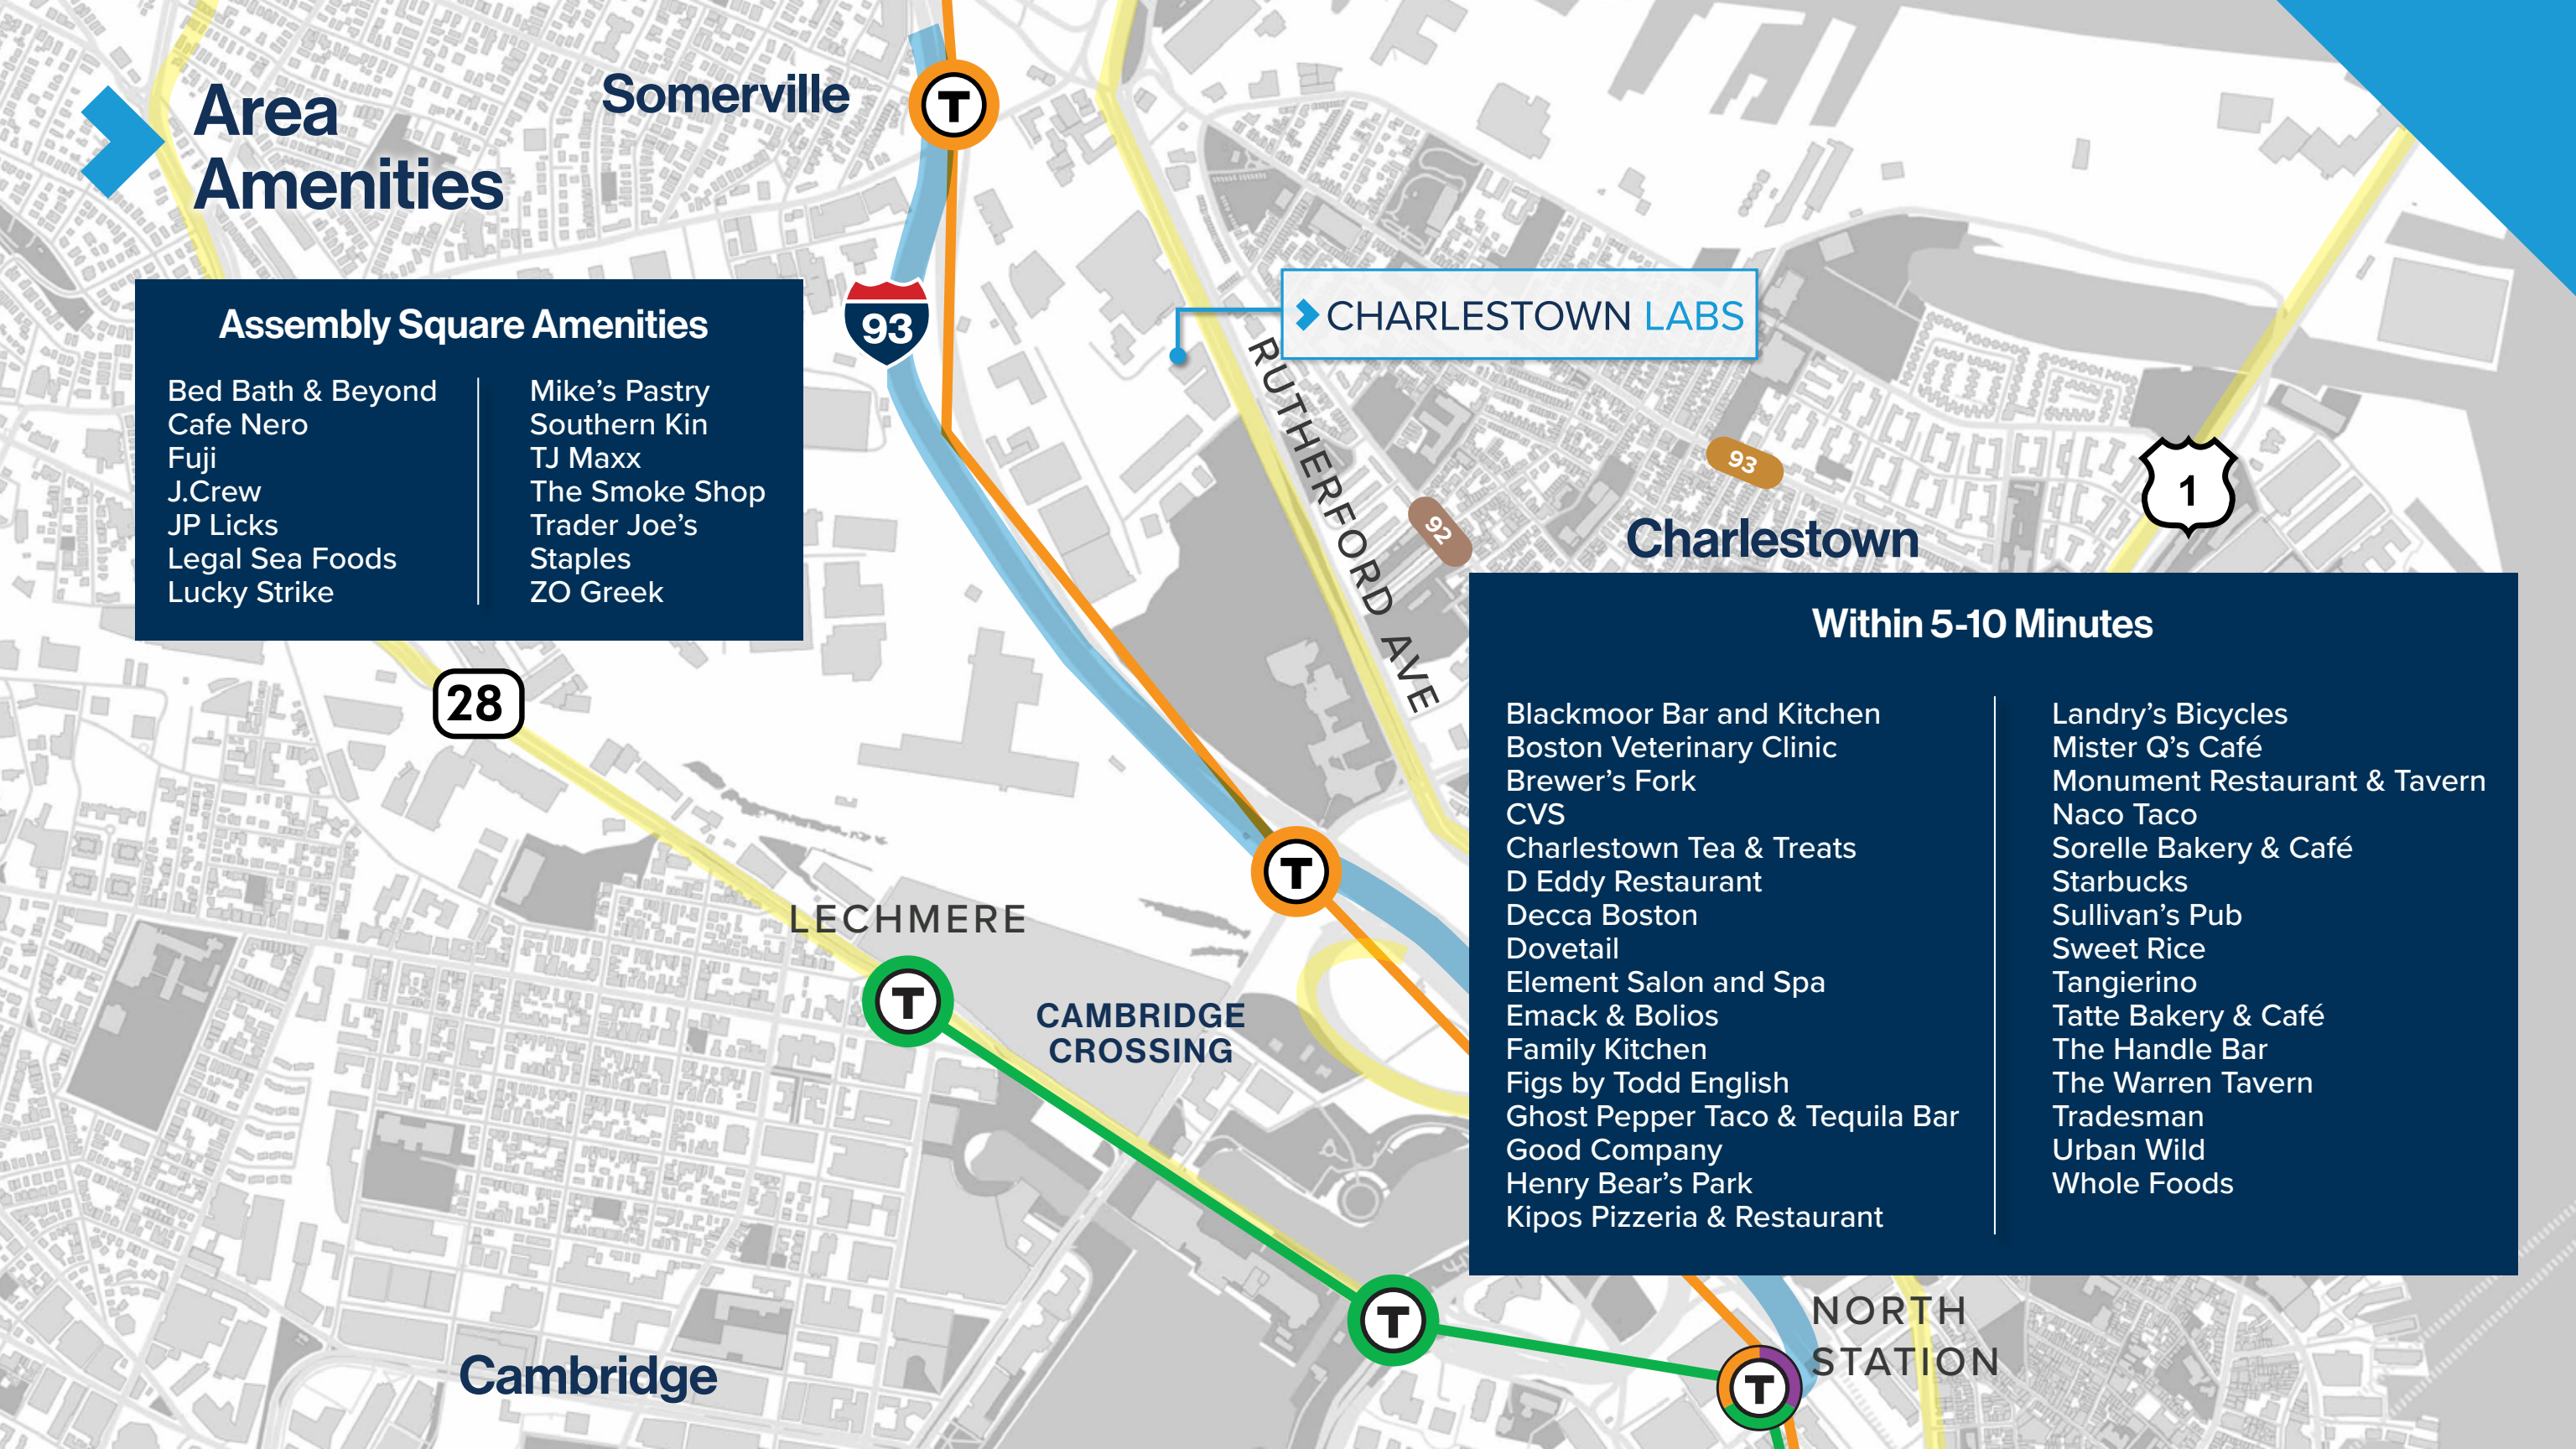 Area
Amenities
Somerville
T
Assembly Square Amenities
Bed Bath & Beyond
Cafe Nero
Fuji
J.Crew
JP Licks
Legal Sea Foods
Lucky Strike
Mike’s Pastry
Southern Kin
TJ Maxx
The Smoke Shop
Trader Joe’s
Staples
ZO Greek
93
CHARLESTOWN LABS
RUTHERFORD AVE
93
92
1
Charlestown
28
Within 5-10 Minutes
Blackmoor Bar and Kitchen
Boston Veterinary Clinic
Brewer’s Fork
CVS
Charlestown Tea & Treats
D Eddy Restaurant
Decca Boston
Dovetail
Element Salon and Spa
Emack & Bolios
Family Kitchen
Figs by Todd English
Ghost Pepper Taco & Tequila Bar
Good Company
Henry Bear’s Park
Kipos Pizzeria & Restaurant
Landry’s Bicycles
Mister Q’s Café
Monument Restaurant & Tavern
Naco Taco
Sorelle Bakery & Café
Starbucks
Sullivan’s Pub
Sweet Rice
Tangierino
Tatte Bakery & Café
The Handle Bar
The Warren Tavern
Tradesman
Urban Wild
Whole Foods
T
LECHMERE
T
CAMBRIDGE
CROSSING
T
NORTH
STATION
T
Cambridge